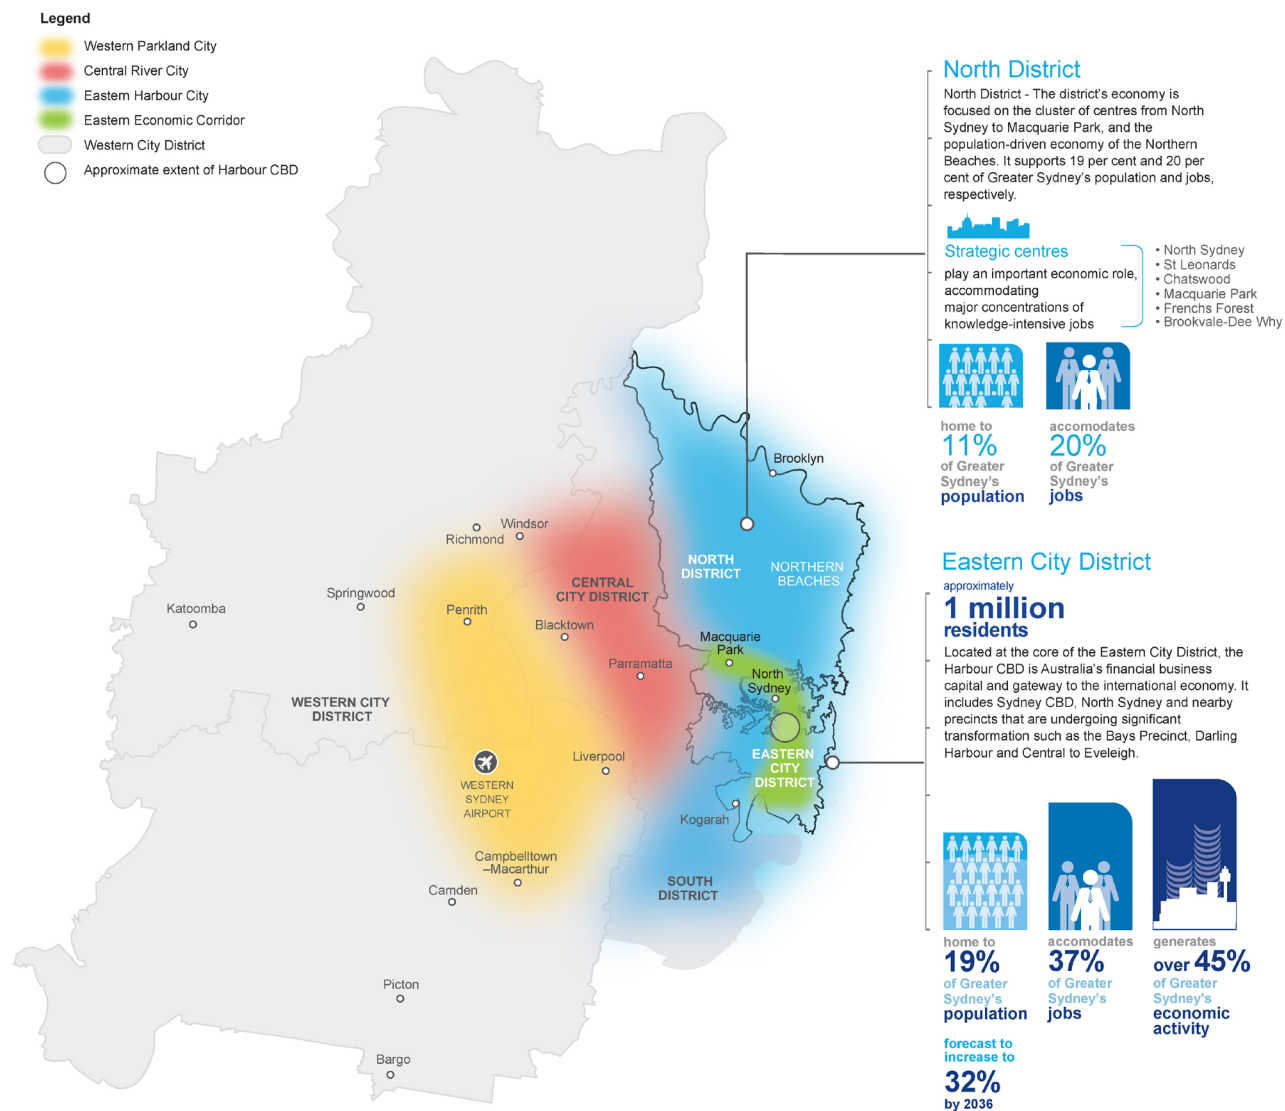 Legend
Western Parkland City
Central River City
Eastern Harbour City
Eastern Economic Corridor
Western City District
Approximate extent of Harbour CBD
North District
North District - The district's economy is
focused on the cluster of centres from North
Sydney to Macquarie Park, and the
population-driven economy of the Northern
Beaches. It supports 19 per cent and 20 per
cent of Greater Sydney's population and jobs,
respectively.
Strategic centres
play an important economic role,
accommodating
major concentrations of
knowledge-intensive jobs
• North Sydney
• St Leonards
• Chatswood
• Macquarie Park
• Frenchs Forest
• Brookvale-Dee Why
home to
11%
of Greater
Sydney's
population
accomodates
20%
of Greater
Sydney's
jobs
Brooklyn
Richmond
Windsor
NORTH
DISTRICT
NORTHERN
BEACHES
CENTRAL
CITY DISTRICT
Katoomba
Springwood
Penrith
Blacktown
Macquarie
Park
Parramatta
North
Sydney
WESTERN CITY
DISTRICT
Liverpool
EASTERN
CITY
DISTRICT
WESTERN
SYDNEY
AIRPORT
Kogarah
Campbelltown
–Macarthur
Camden
SOUTH
DISTRICT
Picton
Bargo
Eastern City District
approximately
1 million
residents
Located at the core of the Eastern City District, the
Harbour CBD is Australia's financial business
capital and gateway to the international economy. It
includes Sydney CBD, North Sydney and nearby
precincts that are undergoing significant
transformation such as the Bays Precinct, Darling
Harbour and Central to Eveleigh.
home to
19%
of Greater
Sydney's
population
forecast to
increase to
32%
by 2036
accomodates
37%
of Greater
Sydney's
jobs
generates
over 45%
of Greater
Sydney's
economic
activity